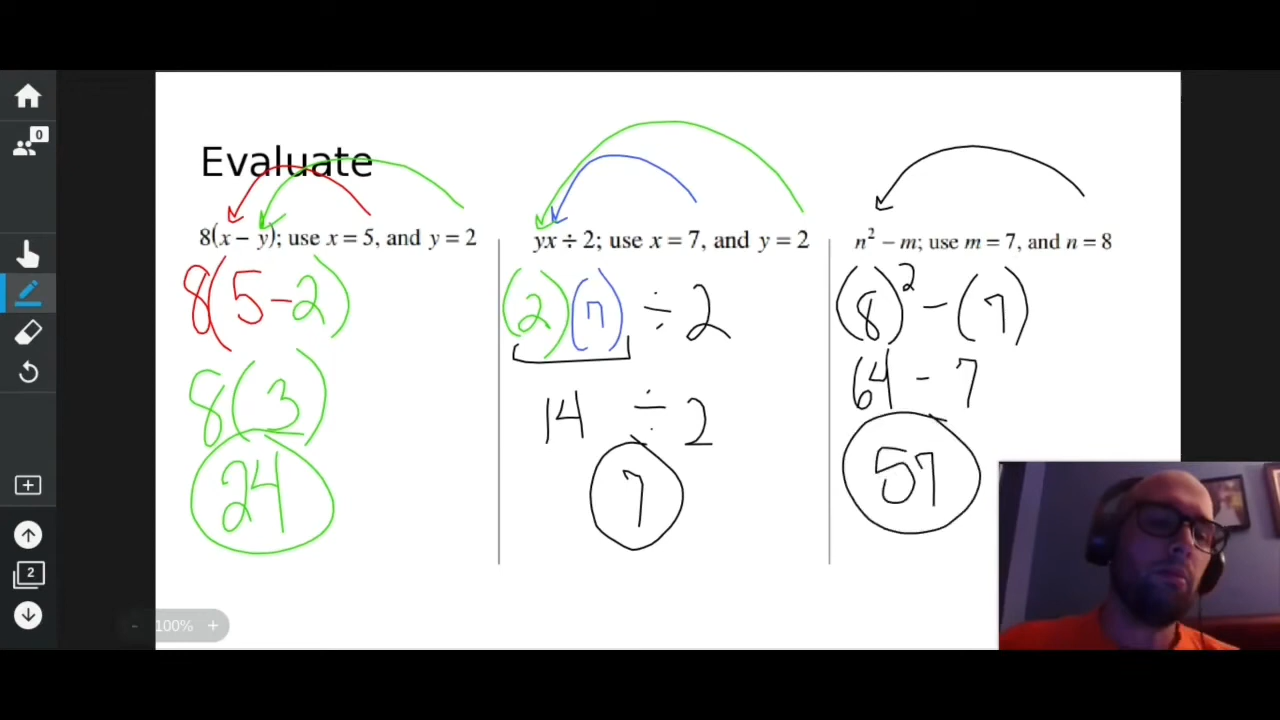 0
Evaluate
8(x − y); use x = 5, and y = 2
8(5-2)
8(3)
24
yx ÷ 2; use x = 7, and y = 2
(2)(7) ÷ 2
14 ÷ 2
7
n² − m; use m = 7, and n = 8
(8)² - (7)
64 - 7
57
2
- 100% +